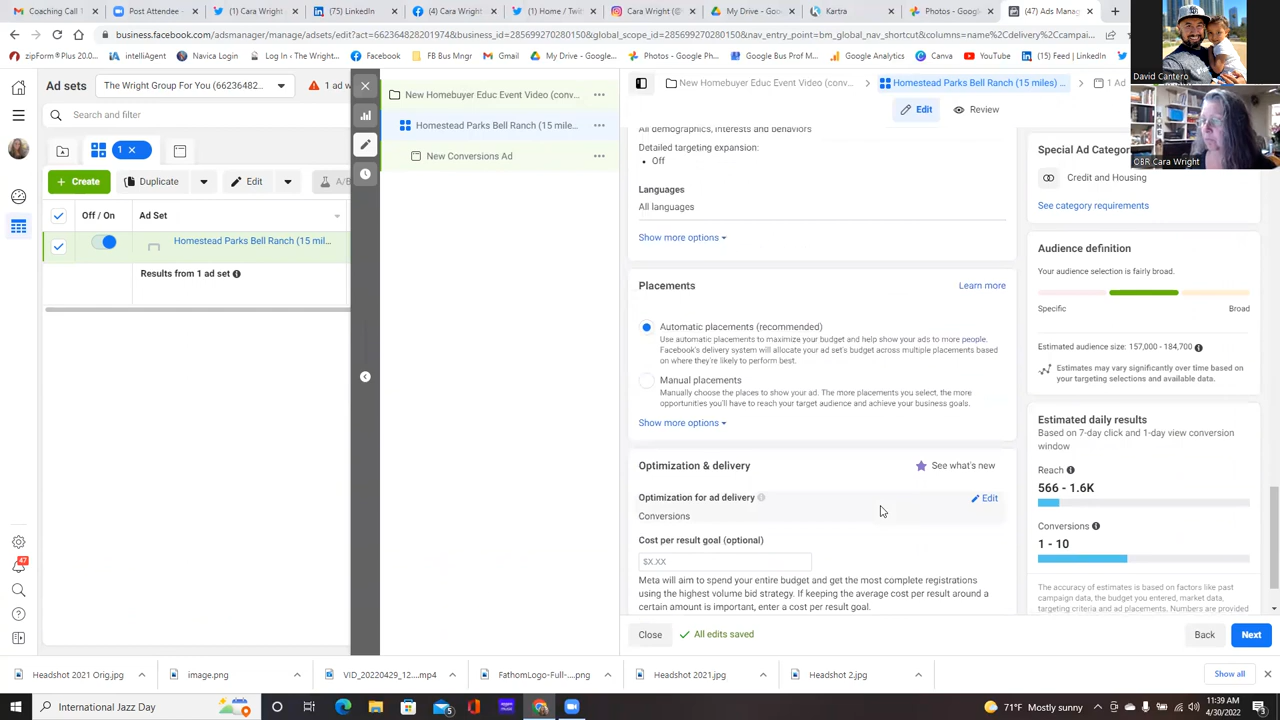 Coaching Call 1
Cara Wright
(15) LinkedIn
(4) Cara Wright
(1) Home / Twit
Cara Wright (@
My Drive - Goo
Kartra
Photos - Googl
(47) Ads Mana
business.facebook.com/adsmanager/manage/adsets/edit?act=66236482&business_id=285699270280150&global_scope_id=285699270280150&nav_entry_point=bm_global_nav_shortcut&columns=name%2Cdelivery%2Ccampai...
zipForm® Plus 20.0...
intelliAgent
Navica Login
BHGRE
FB Bus Mngr
My Drive - Google...
Photos - Google Ph...
Google Bus Prof M...
Google Analytics
Canva
YouTube
(15) Feed | LinkedIn
David Cantero
OBR Cara Wright
Ad sets
The Wright Group For You (66236482...
Search and filter
1
Create
Duplicate
Edit
A/B
Off / On
Ad Set
Homestead Parks Bell Ranch (15 mil...
Results from 1 ad set
47
New Homebuyer Educ Event Video (conv...
Homestead Parks Bell Ranch (15 mile...
New Conversions Ad
New Homebuyer Educ Event Video (conv...
Homestead Parks Bell Ranch (15 miles) ...
1 Ad
Edit
Review
All demographics, interests and behaviors
Detailed targeting expansion:
Off
Languages
All languages
Show more options
Placements
Learn more
Automatic placements (recommended)
Use automatic placements to maximize your budget and help show your ads to more people.
Facebook's delivery system will allocate your ad set's budget across multiple placements based
on where they're likely to perform best.
Manual placements
Manually choose the places to show your ad. The more placements you select, the more
opportunities you'll have to reach your target audience and achieve your business goals.
Show more options
Optimization & delivery
See what's new
Optimization for ad delivery
Edit
Conversions
Cost per result goal (optional)
$X.XX
Meta will aim to spend your entire budget and get the most complete registrations
using the highest volume bid strategy. If keeping the average cost per result around a
certain amount is important, enter a cost per result goal.
Close
All edits saved
Back
Next
Special Ad Categ
Credit and Housing
See category requirements
Audience definition
Your audience selection is fairly broad.
Specific
Broad
Estimated audience size: 157,000 - 184,700
Estimates may vary significantly over time based on
your targeting selections and available data.
Estimated daily results
Based on 7-day click and 1-day view conversion
window
Reach
566 - 1.6K
Conversions
1 - 10
The accuracy of estimates is based on factors like past
campaign data, the budget you entered, market data,
targeting criteria and ad placements. Numbers are provided
Headshot 2021 Orig.jpg
image.png
VID_20220429_12....mp4
FathomLogo-Full-....png
Headshot 2021.jpg
Headshot 2.jpg
Show all
International Jazz Day
5
71°F Mostly sunny
11:39 AM
4/30/2022
3